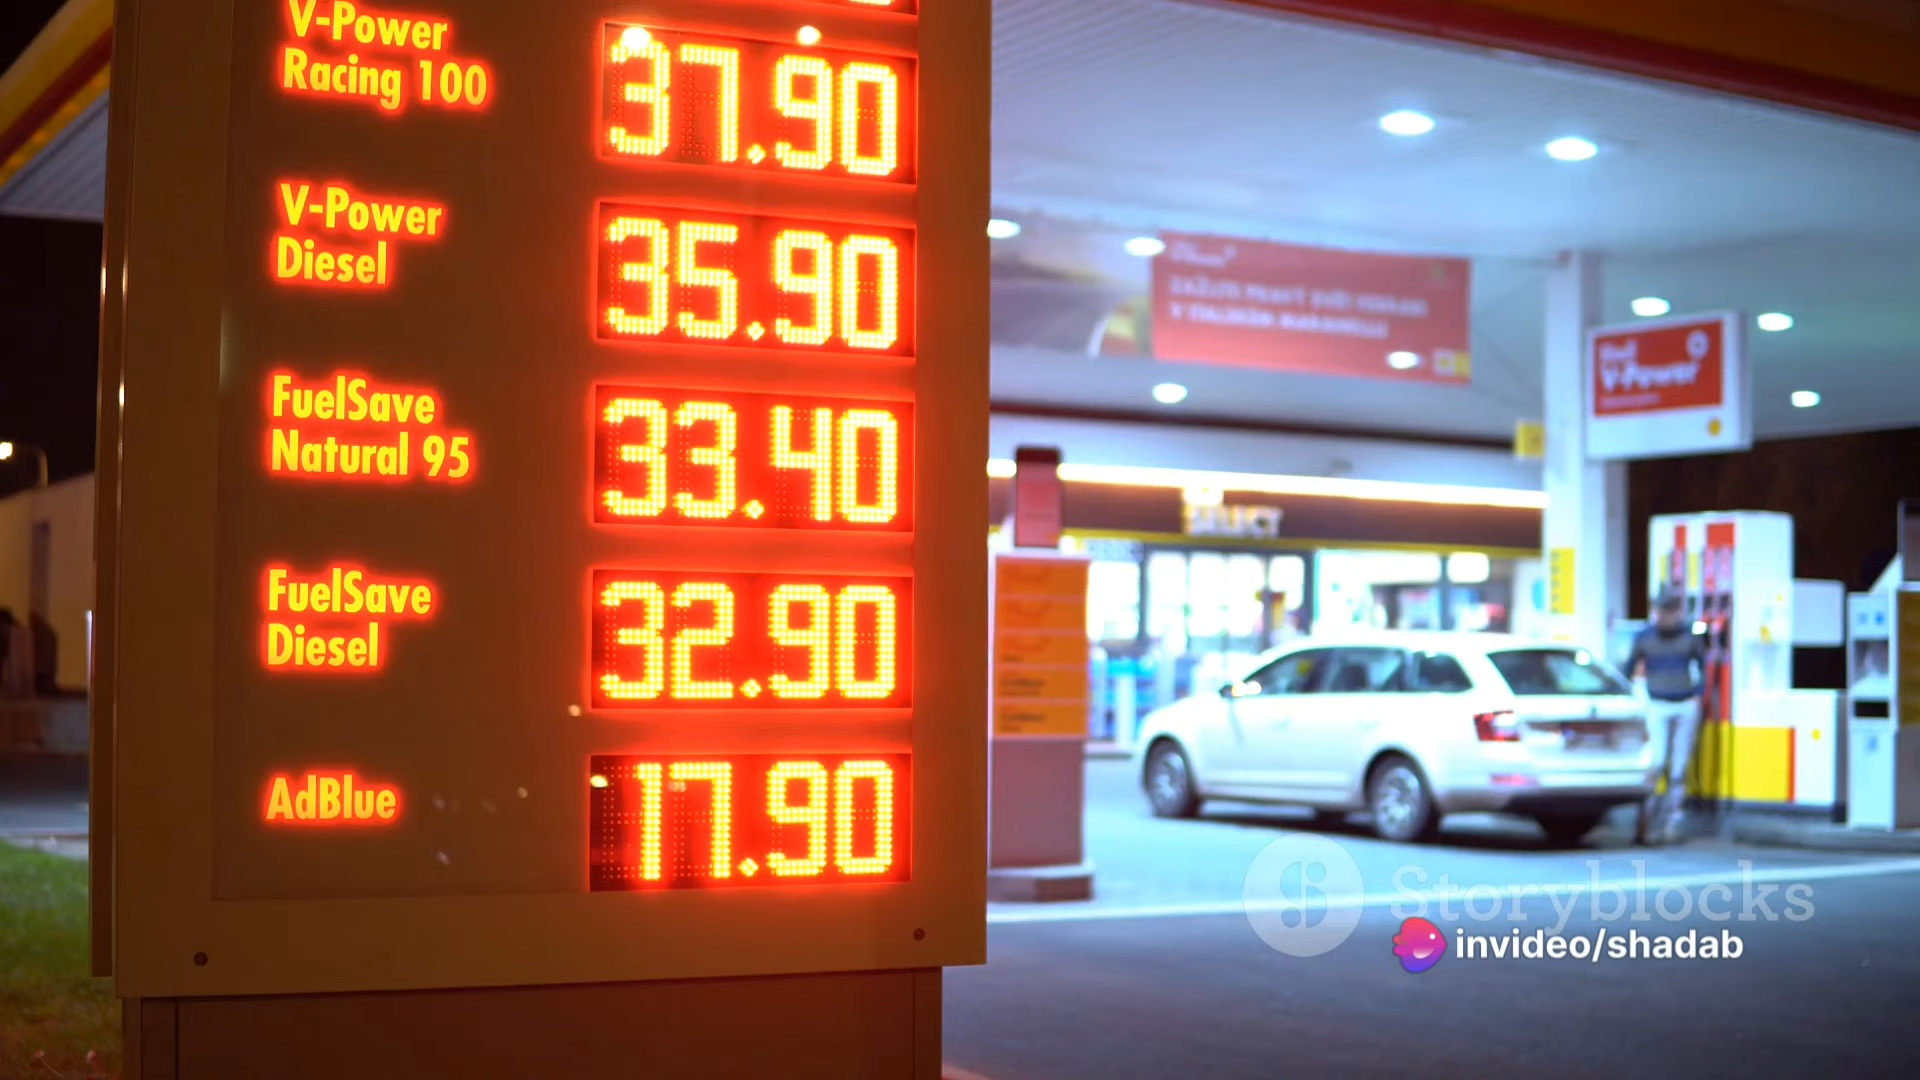 V-Power
Racing 100
37.90
V-Power
Diesel
35.90
FuelSave
Natural 95
33.40
FuelSave
Diesel
32.90
AdBlue
17.90
V-Power
Storyblocks
invideo/shadab